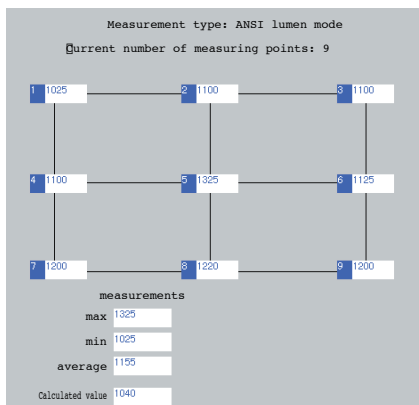 Measurement type: ANSI lumen mode
Current number of measuring points: 9
1 1025 2 1100 3 1100
4 1100 5 1325 6 1125
7 1200 8 1220 9 1200
measurements
max 1325
min 1025
average 1155
Calculated value 1040